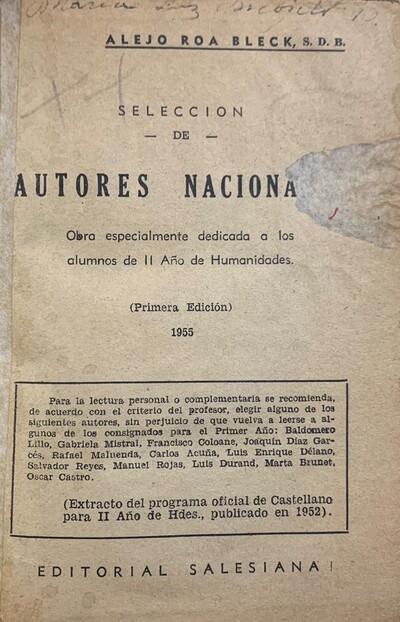 Maria Luz
ALEJO ROA BLECK, S. D. B.
SELECCION
— DE —
AUTORES NACIONA
Obra especialmente dedicada a los
alumnos de II Año de Humanidades.
(Primera Edición)
1955
Para la lectura personal o complementaria se recomienda,
de acuerdo con el criterio del profesor, elegir alguno de los
siguientes autores, sin perjuicio de que vuelva a leerse a al-
gunos de los consignados para el Primer Año: Baldomero
Lillo, Gabriela Mistral, Francisco Coloane, Joaquín Díaz Gar-
cés, Rafael Maluenda, Carlos Acuña, Luis Enrique Délano,
Salvador Reyes, Manuel Rojas, Luis Durand, Marta Brunet,
Oscar Castro.
(Extracto del programa oficial de Castellano
para II Año de Hdes., publicado en 1952).
EDITORIAL SALESIANA